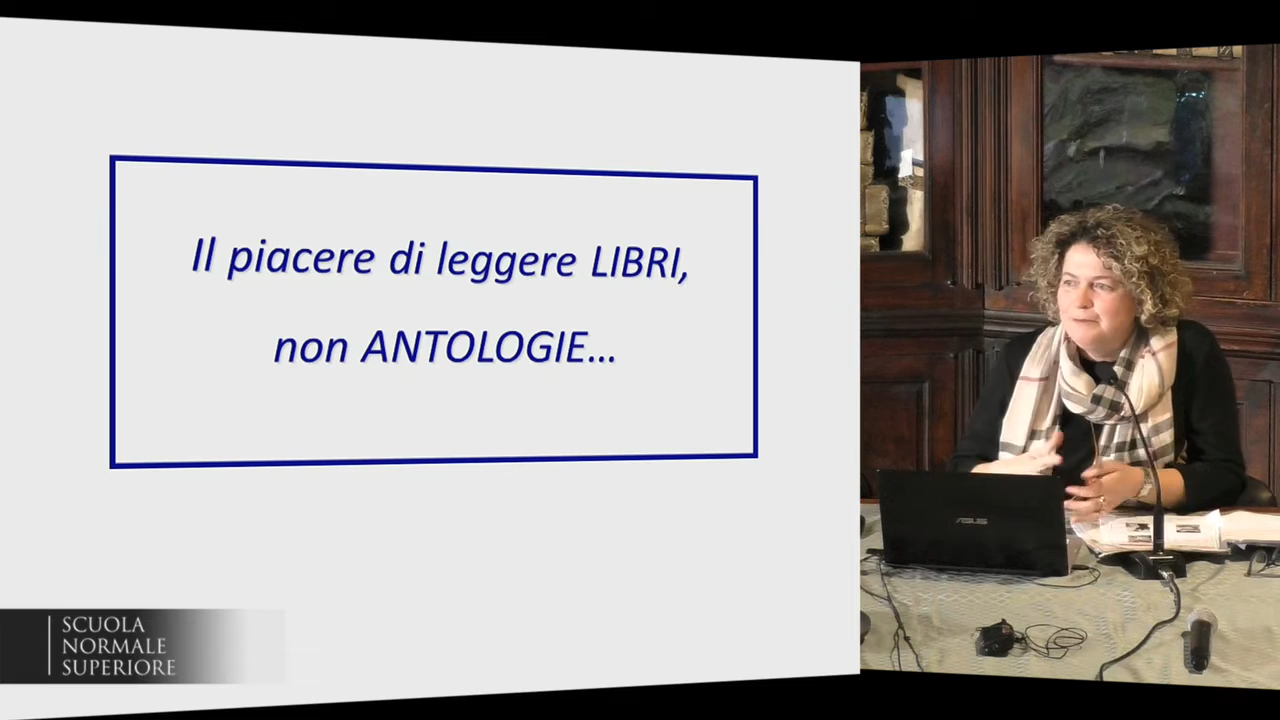 Il piacere di leggere LIBRI,
non ANTOLOGIE...
SCUOLA
NORMALE
SUPERIORE
ASUS